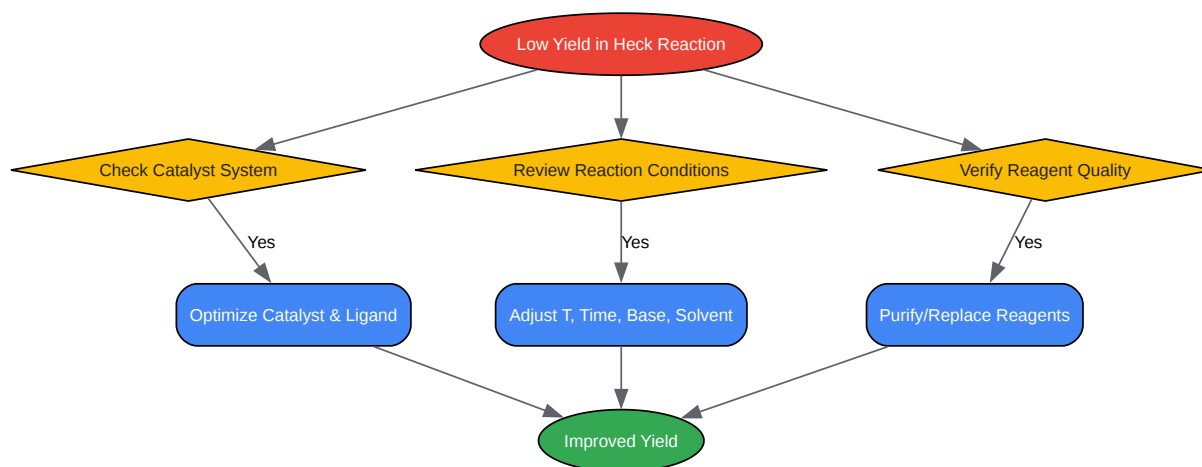 Low Yield in Heck Reaction
Check Catalyst System
Review Reaction Conditions
Verify Reagent Quality
Yes
Yes
Yes
Optimize Catalyst & Ligand
Adjust T, Time, Base, Solvent
Purify/Replace Reagents
Improved Yield